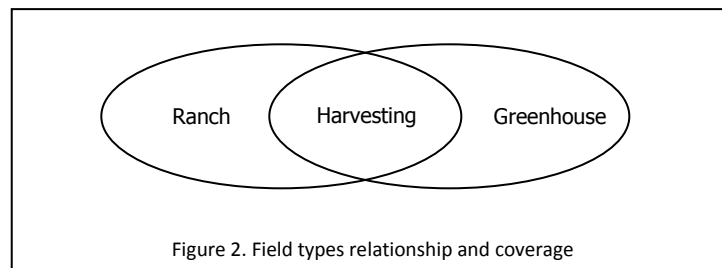 Ranch Harvesting Greenhouse
Figure 2. Field types relationship and coverage